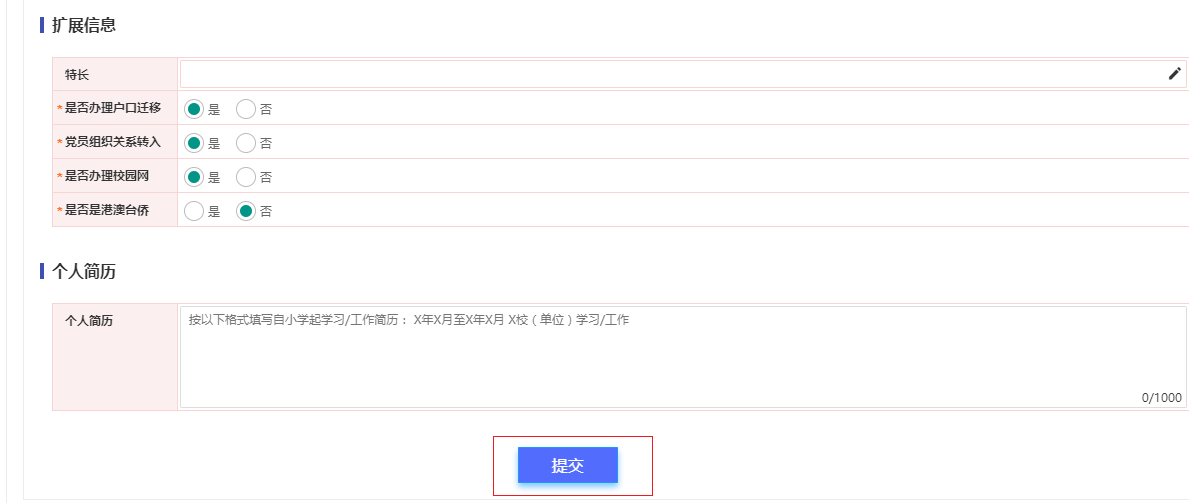 扩展信息
特长
*是否办理户口迁移 是 否
*党员组织关系转入 是 否
*是否办理校园网 是 否
*是否是港澳台侨 是 否
个人简历
个人简历 按以下格式填写自小学起学习/工作简历： X年X月至X年X月 X校（单位）学习/工作
0/1000
提交